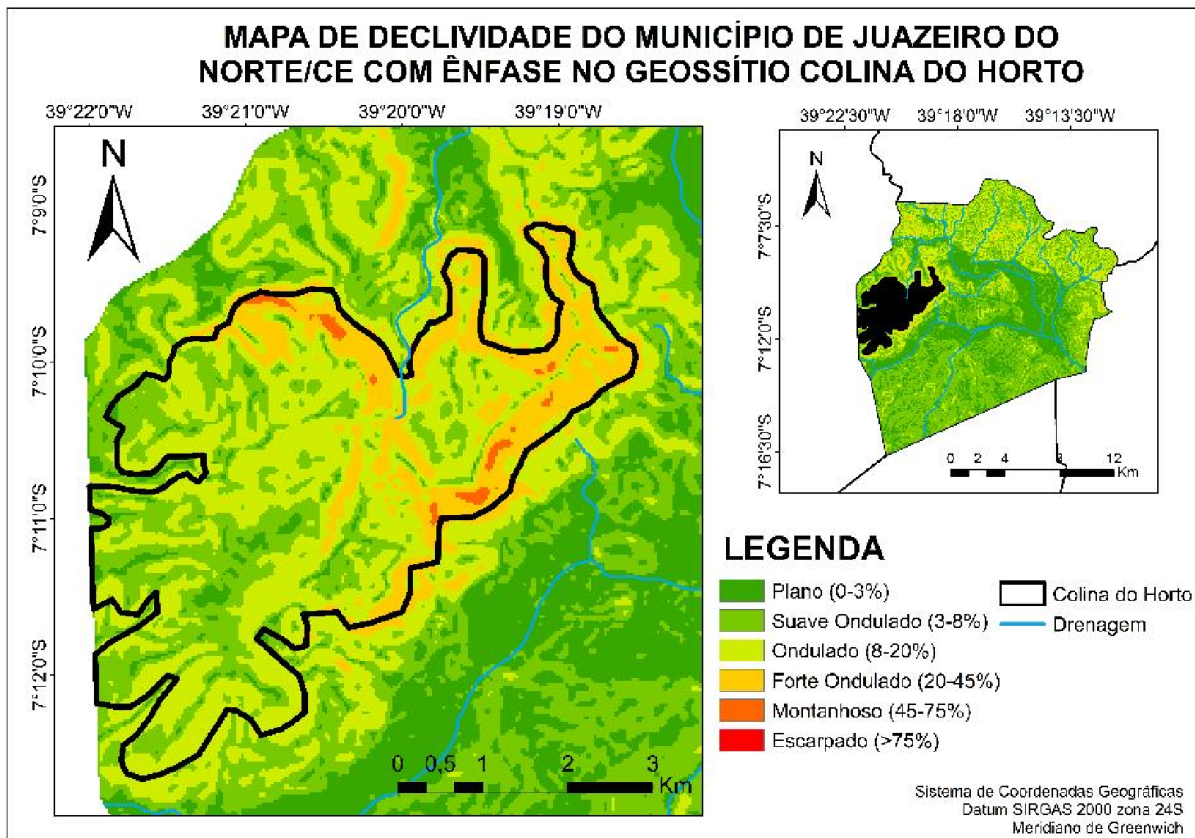 MAPA DE DECLIVIDADE DO MUNICÍPIO DE JUAZEIRO DO
NORTE/CE COM ÊNFASE NO GEOSSÍTIO COLINA DO HORTO
39°22'0"W 39°21'0"W 39°20'0"W 39°19'0"W
N
7°9'0"S
7°10'0"S
7°11'0"S
7°12'0"S
0 0,5 1 2 3
Km
39°22'30"W 39°18'0"W 39°13'30"W
N
7°7'30"S
7°12'0"S
7°16'30"S
0 2 4 8 12
Km
LEGENDA
Plano (0-3%)
Suave Ondulado (3-8%)
Ondulado (8-20%)
Forte Ondulado (20-45%)
Montanhoso (45-75%)
Escarpado (>75%)
Colina do Horto
Drenagem
Sistema de Coordenadas Geográficas
Datum SIRGAS 2000 zona 24S
Meridiano de Greenwich